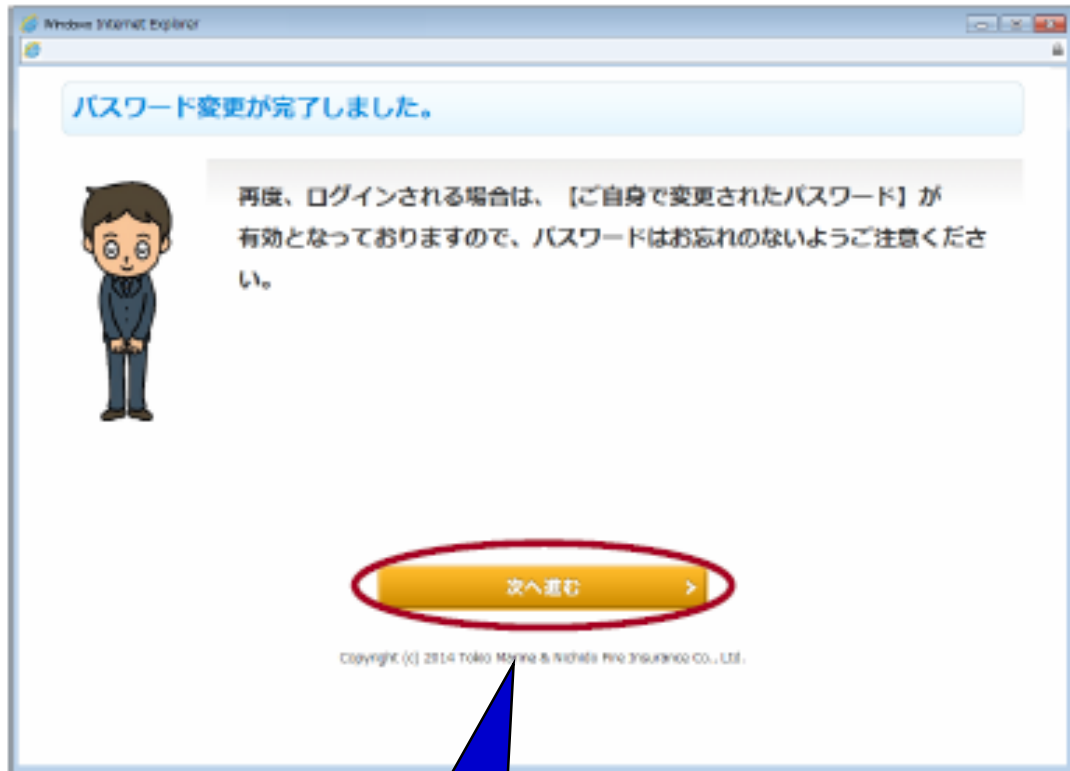 Windows Internet Explorer
パスワード変更が完了しました。
再度、ログインされる場合は、【ご自身で変更されたパスワード】が
有効となっておりますので、パスワードはお忘れのないようご注意くださ
い。
次へ進む
Copyright (c) 2014 Tokio Marine & Nichido Fire Insurance Co., Ltd.